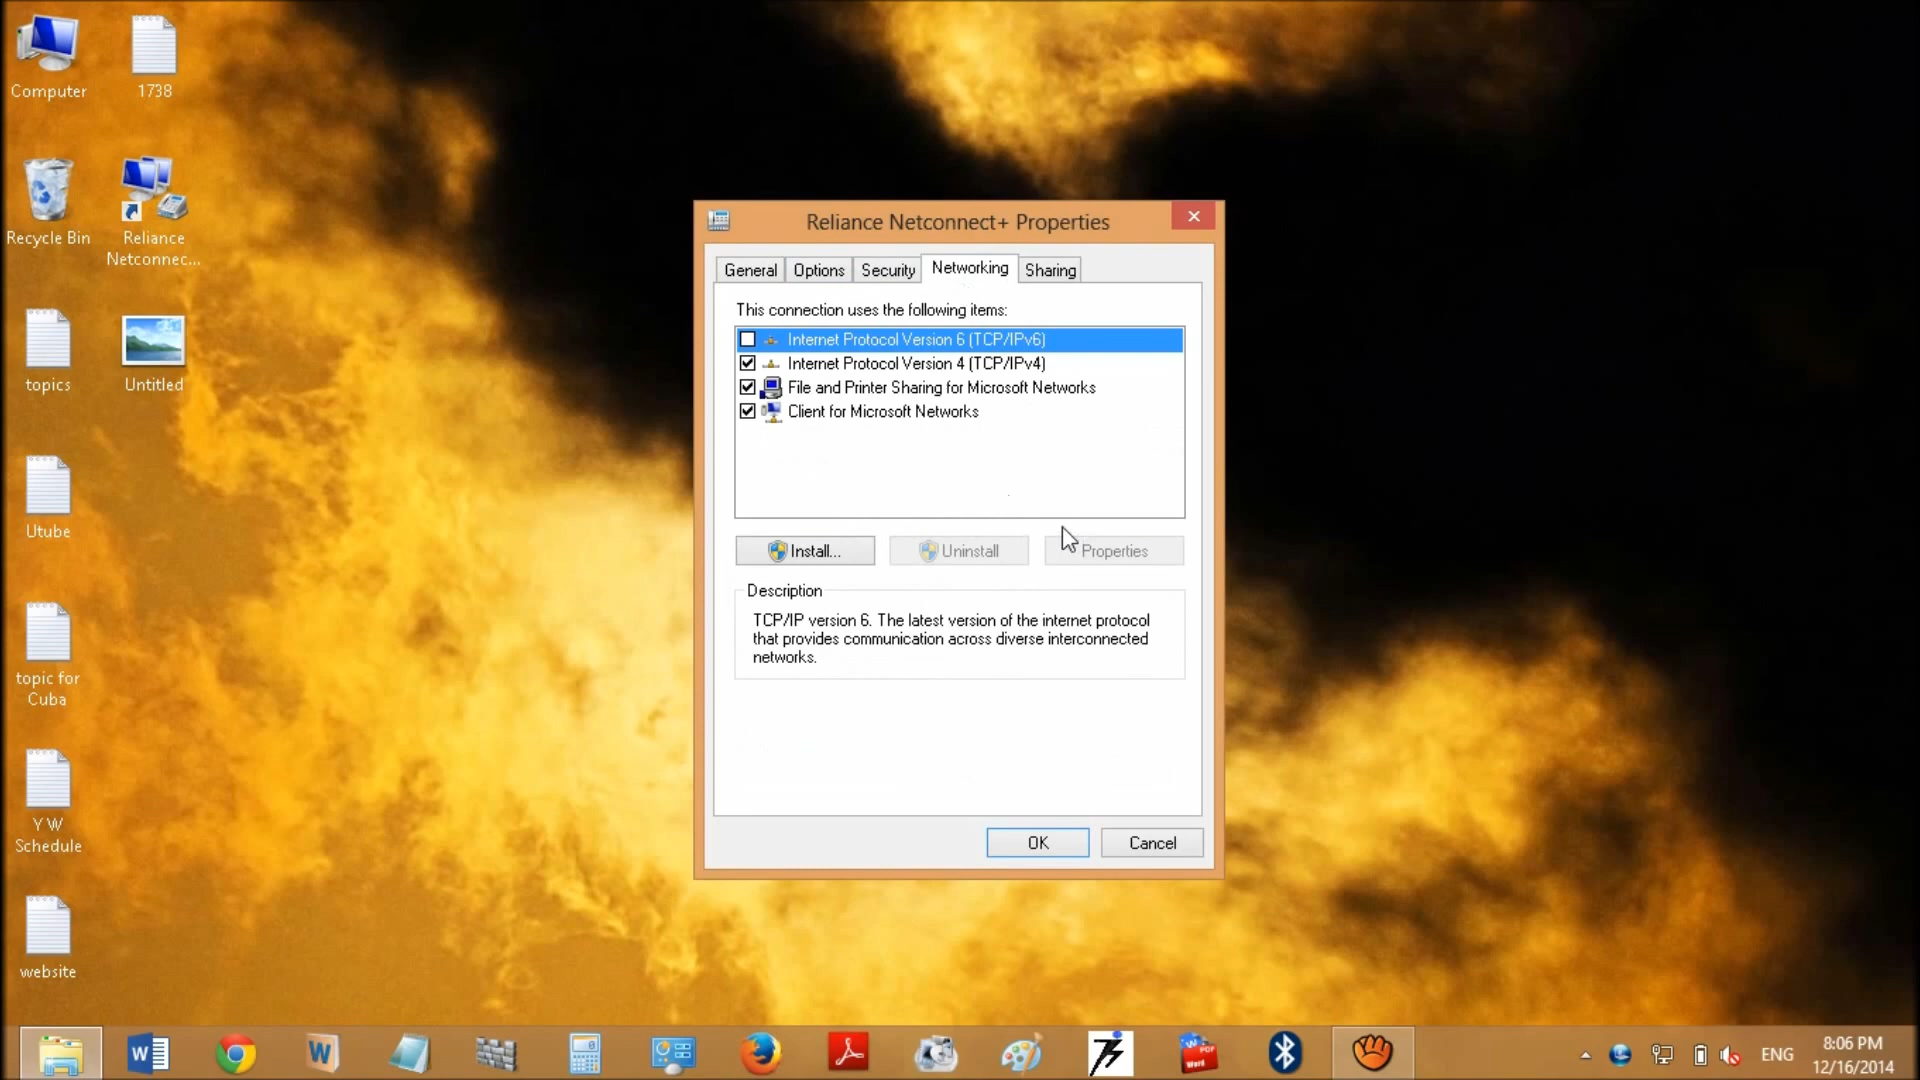 Computer
1738
Recycle Bin
Reliance
Netconnec...
topics
Untitled
Utube
topic for
Cuba
Y W
Schedule
website
Reliance Netconnect+ Properties
General
Options
Security
Networking
Sharing
This connection uses the following items:
Internet Protocol Version 6 (TCP/IPv6)
Internet Protocol Version 4 (TCP/IPv4)
File and Printer Sharing for Microsoft Networks
Client for Microsoft Networks
Install...
Uninstall
Properties
Description
TCP/IP version 6. The latest version of the internet protocol
that provides communication across diverse interconnected
networks.
OK
Cancel
ENG
8:06 PM
12/16/2014